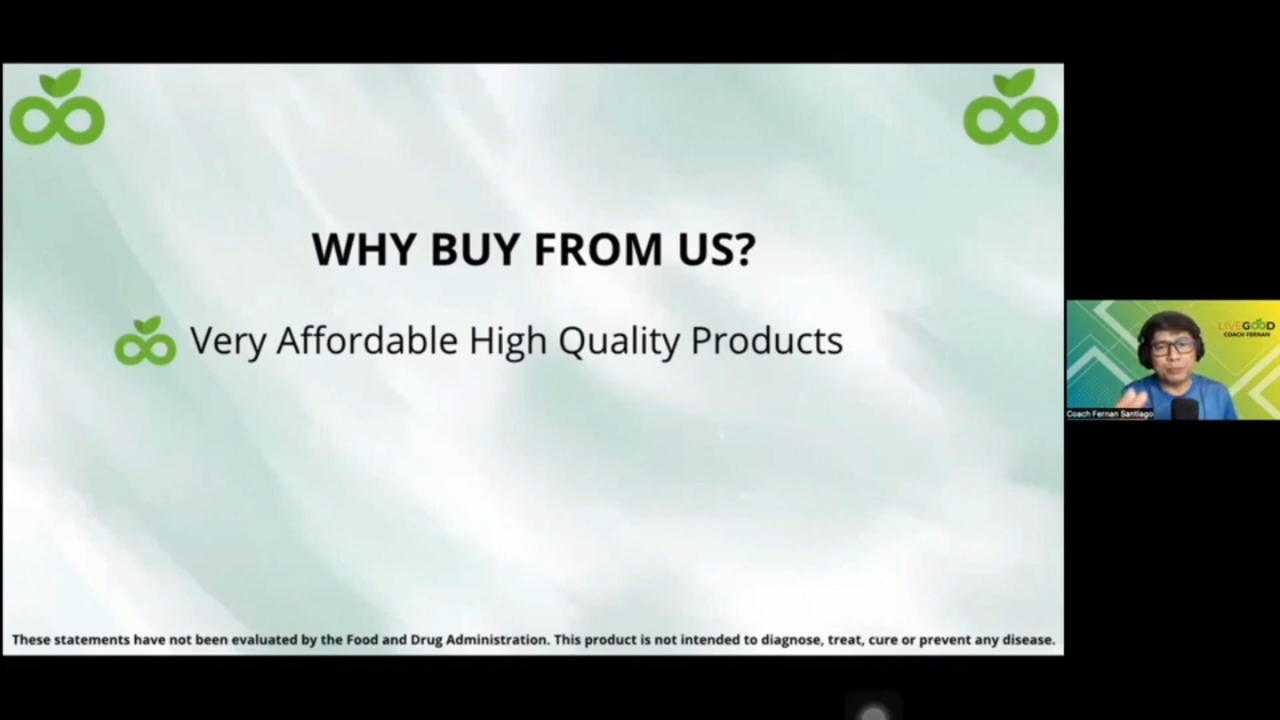 WHY BUY FROM US?
Very Affordable High Quality Products
These statements have not been evaluated by the Food and Drug Administration. This product is not intended to diagnose, treat, cure or prevent any disease.
LIVEGOOD
COACH FERNAN
Coach Fernan Santiago